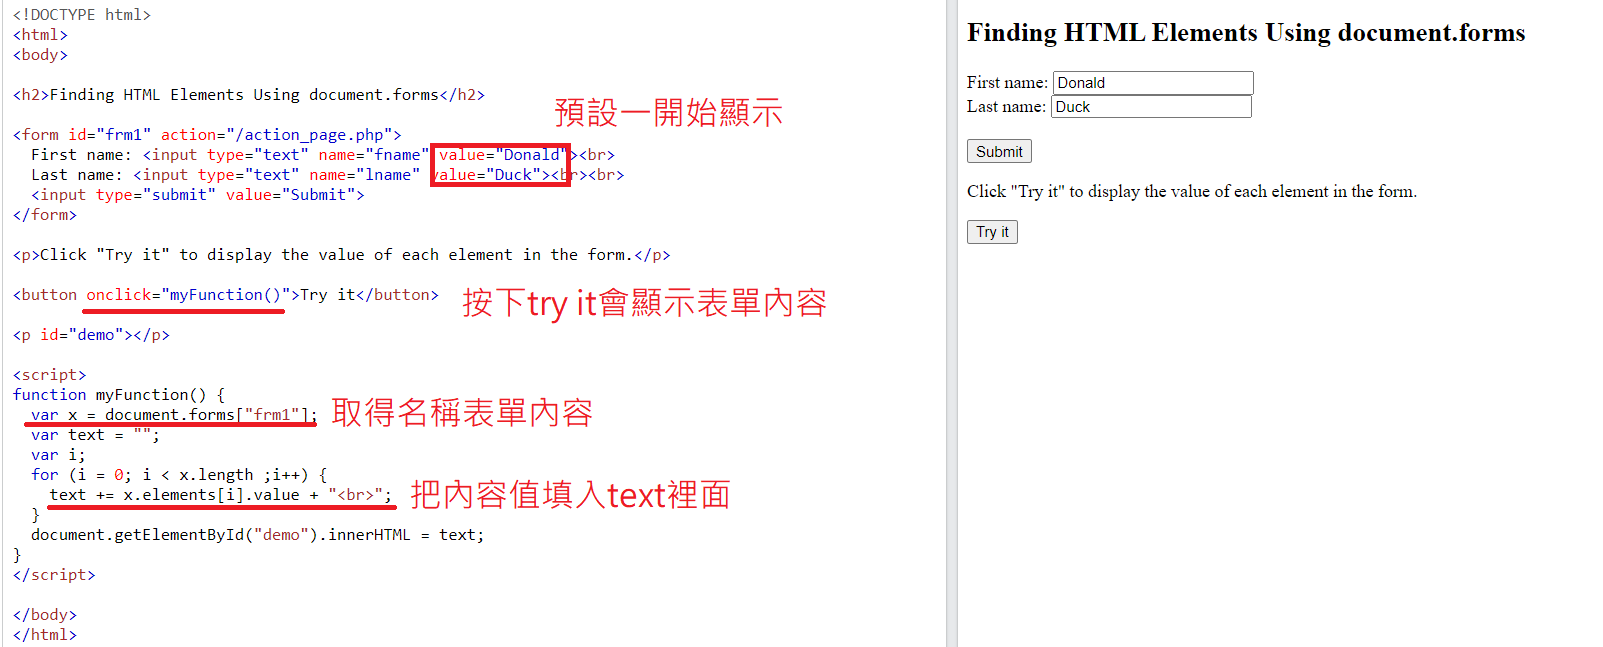 <!DOCTYPE html>
<html>
<body>
<h2>Finding HTML Elements Using document.forms</h2>
預設一開始顯示
<form id="frm1" action="/action_page.php">
First name: <input type="text" name="fname" value="Donald"><br>
Last name: <input type="text" name="lname" value="Duck"><br><br>
<input type="submit" value="Submit">
</form>
<p>Click "Try it" to display the value of each element in the form.</p>
<button onclick="myFunction()">Try it</button>
按下try it會顯示表單內容
<p id="demo"></p>
<script>
function myFunction() {
var x = document.forms["frm1"];
取得名稱表單內容
var text = "";
var i;
for (i = 0; i < x.length ;i++) {
text += x.elements[i].value + "<br>";
把內容值填入text裡面
}
document.getElementById("demo").innerHTML = text;
}
</script>
</body>
</html>
Finding HTML Elements Using document.forms
First name: Donald
Last name: Duck
Submit
Click "Try it" to display the value of each element in the form.
Try it